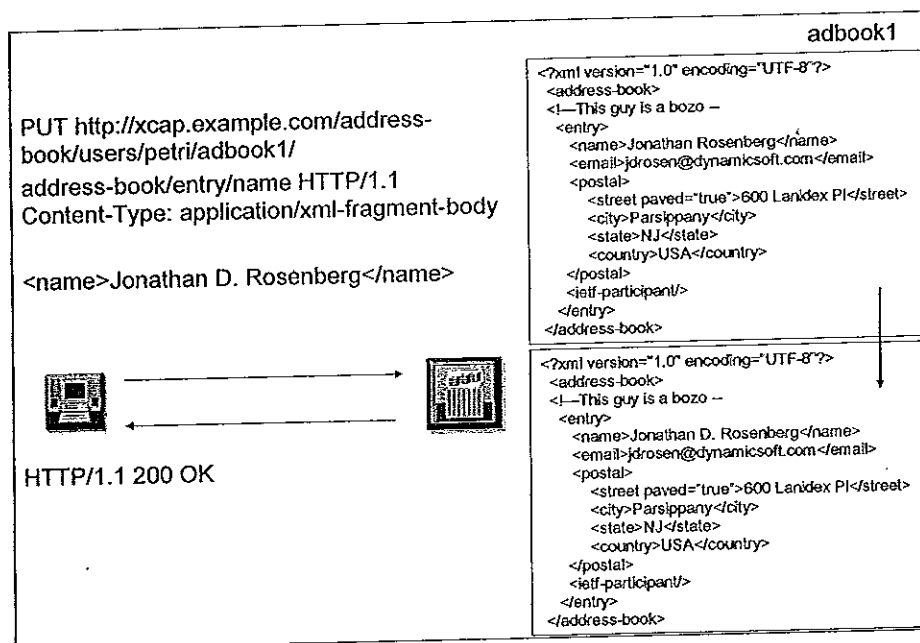 adbook1
PUT http://xcap.example.com/address-
book/users/petri/adbook1/
address-book/entry/name HTTP/1.1
Content-Type: application/xml-fragment-body
<name>Jonathan D. Rosenberg</name>
HTTP/1.1 200 OK
<?xml version="1.0" encoding="UTF-8"?>
<address-book>
<!—This guy is a bozo –
<entry>
<name>Jonathan Rosenberg</name>
<email>jdrosen@dynamicsoft.com</email>
<postal>
<street paved="true">600 Lanidex Pl</street>
<city>Parsippany</city>
<state>NJ</state>
<country>USA</country>
</postal>
<ietf-participant/>
</entry>
</address-book>
<?xml version="1.0" encoding="UTF-8"?>
<address-book>
<!—This guy is a bozo –
<entry>
<name>Jonathan D. Rosenberg</name>
<email>jdrosen@dynamicsoft.com</email>
<postal>
<street paved="true">600 Lanidex Pl</street>
<city>Parsippany</city>
<state>NJ</state>
<country>USA</country>
</postal>
<ietf-participant/>
</entry>
</address-book>